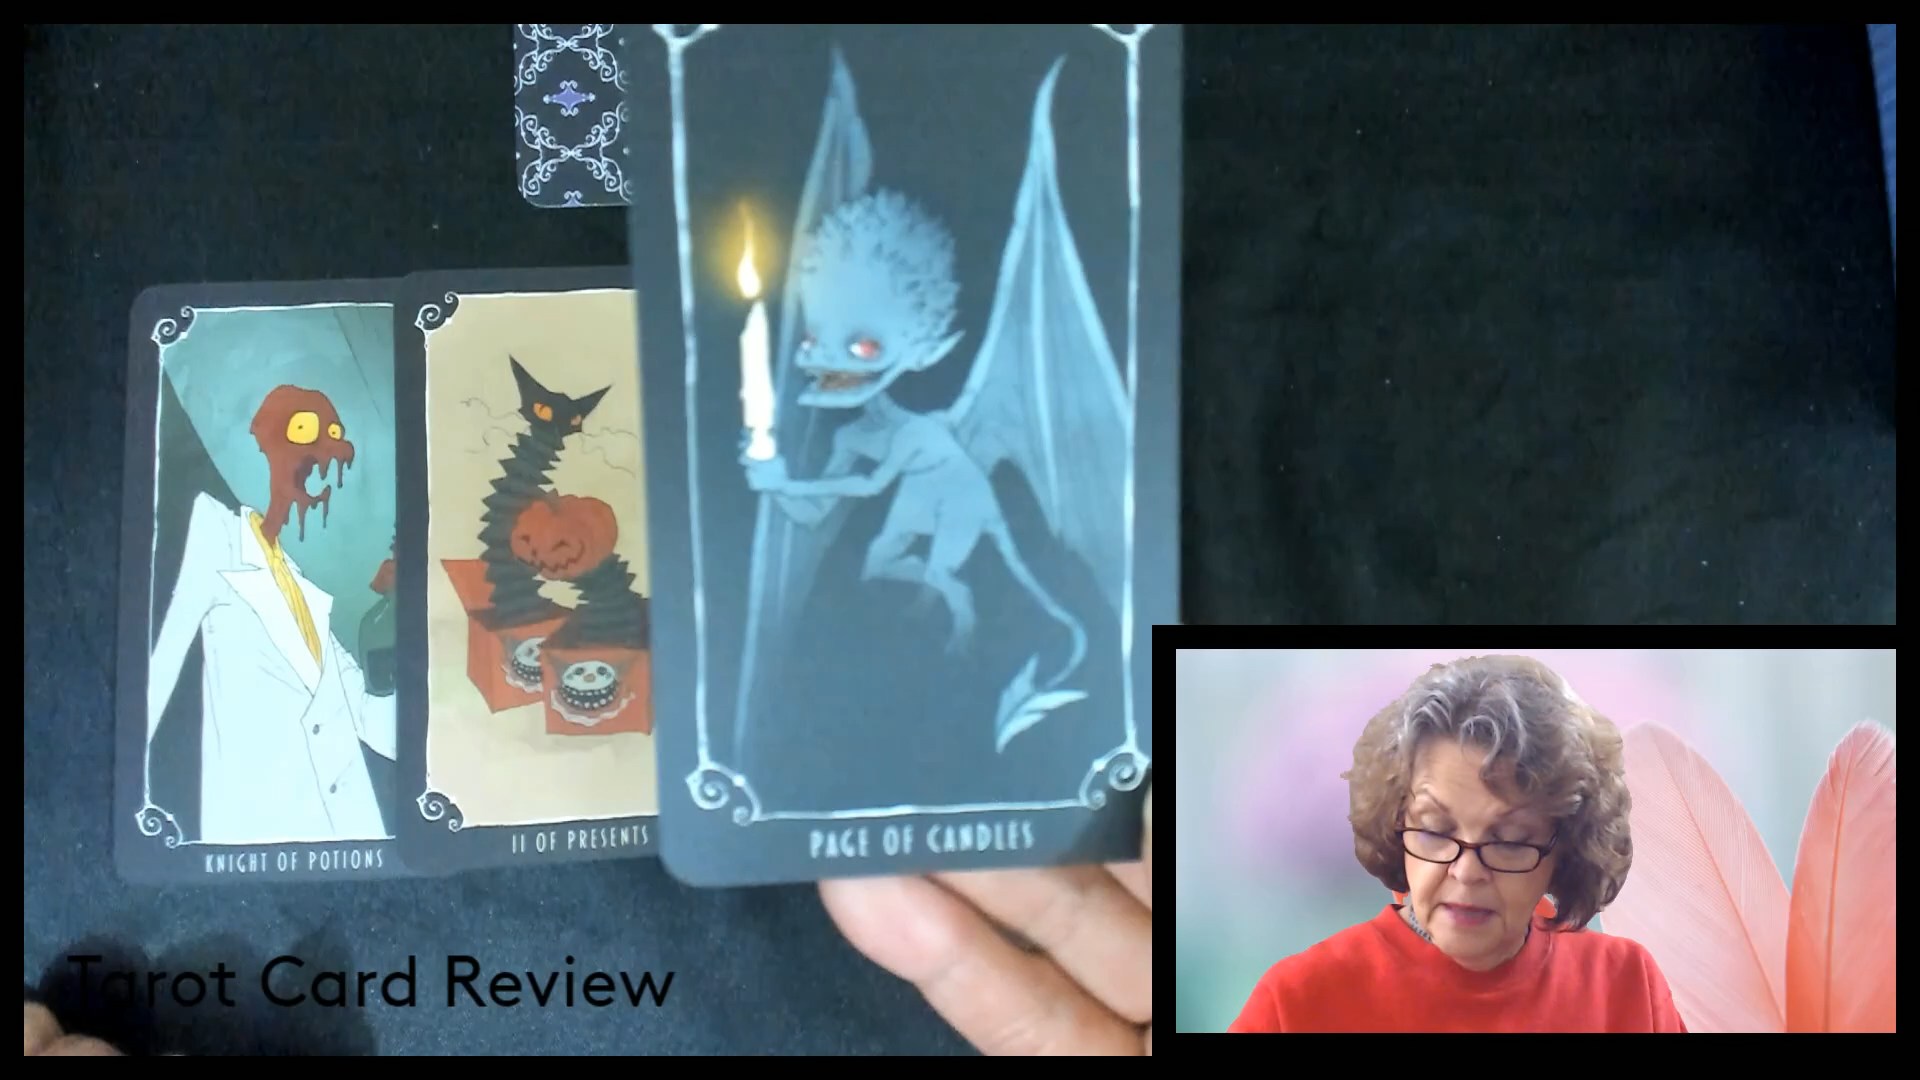 KNIGHT OF POTIONS
II OF PRESENTS
PAGE OF CANDLES
Tarot Card Review